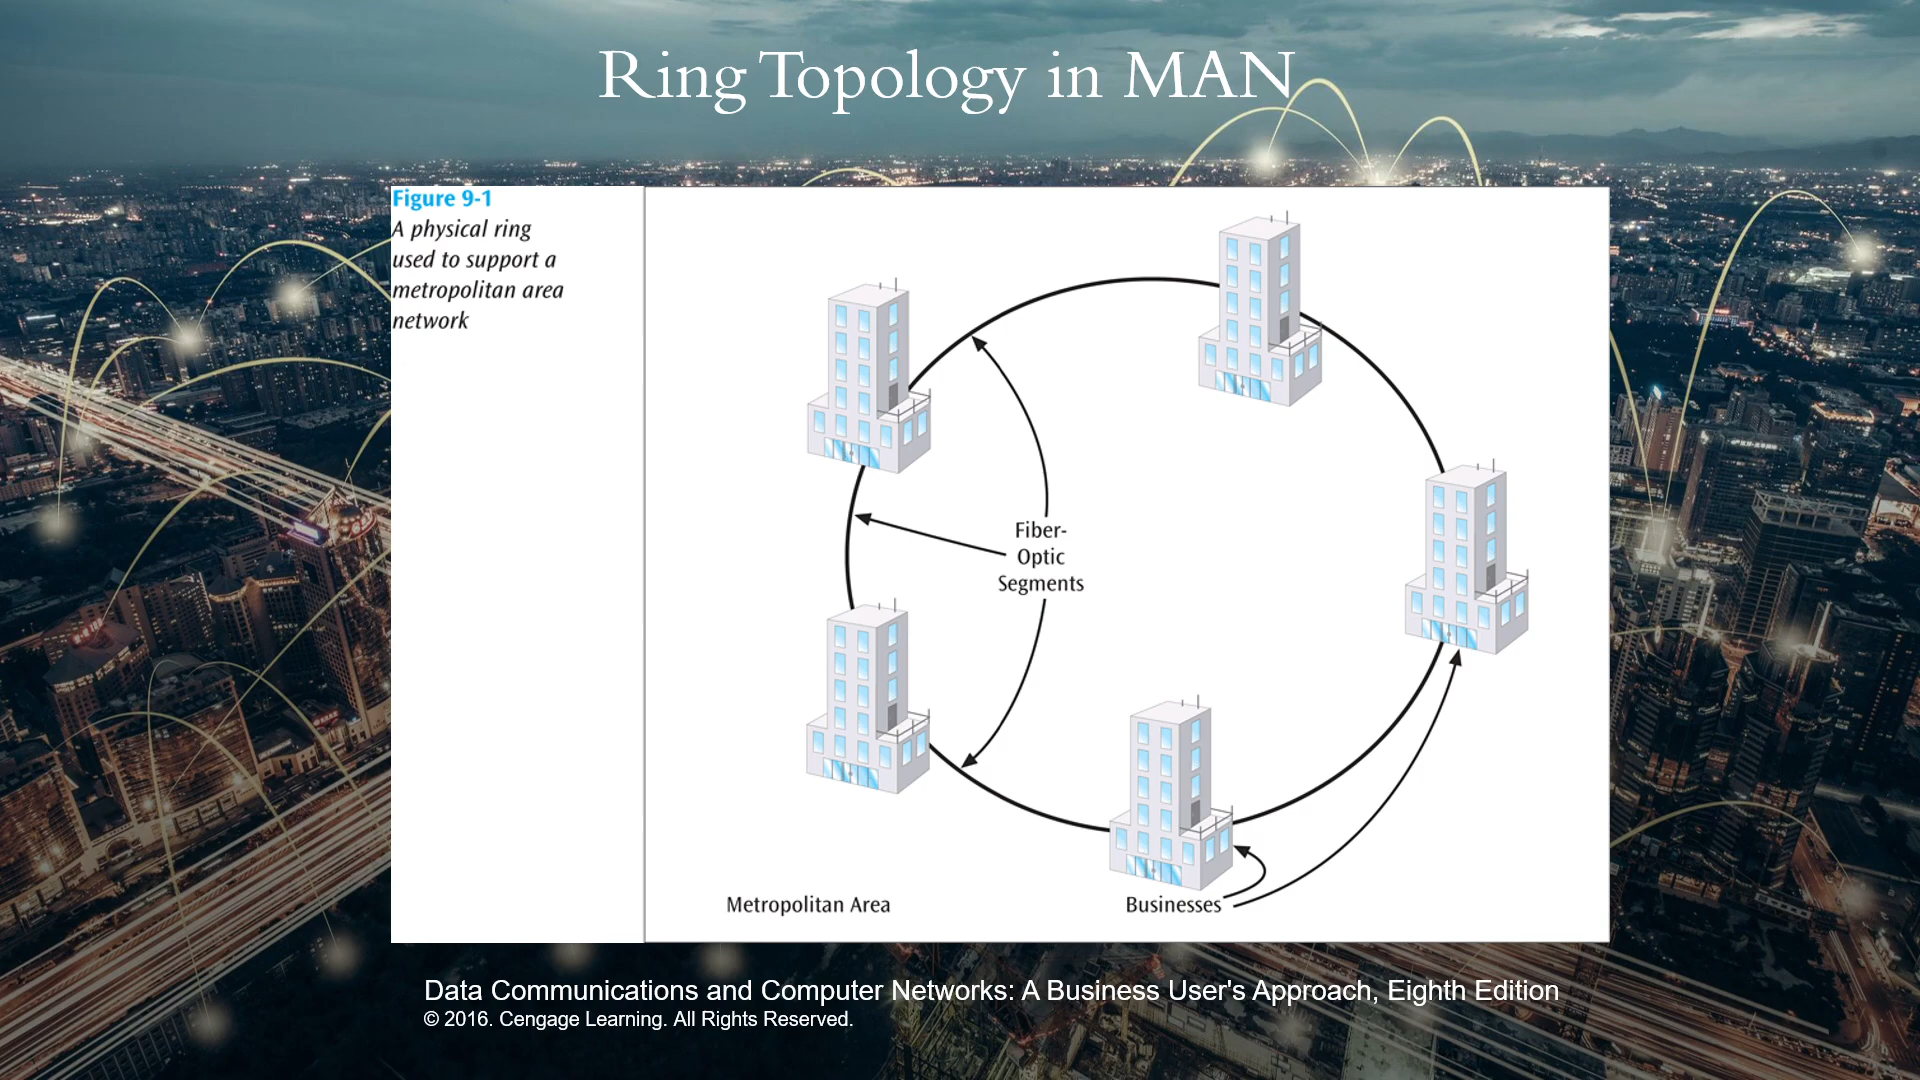 Ring Topology in MAN
Figure 9-1
A physical ring
used to support a
metropolitan area
network
Fiber-
Optic
Segments
Metropolitan Area
Businesses
Data Communications and Computer Networks: A Business User's Approach, Eighth Edition
© 2016. Cengage Learning. All Rights Reserved.